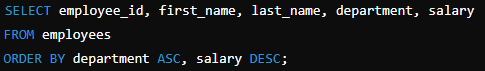 SELECT employee_id, first_name, last_name, department, salary
FROM employees
ORDER BY department ASC, salary DESC;